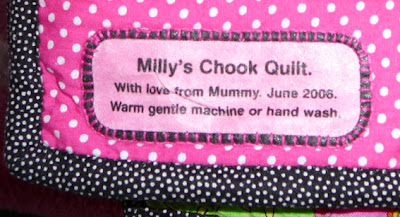 Milly's Chook Quilt.
With love from Mummy. June 2006.
Warm gentle machine or hand wash.